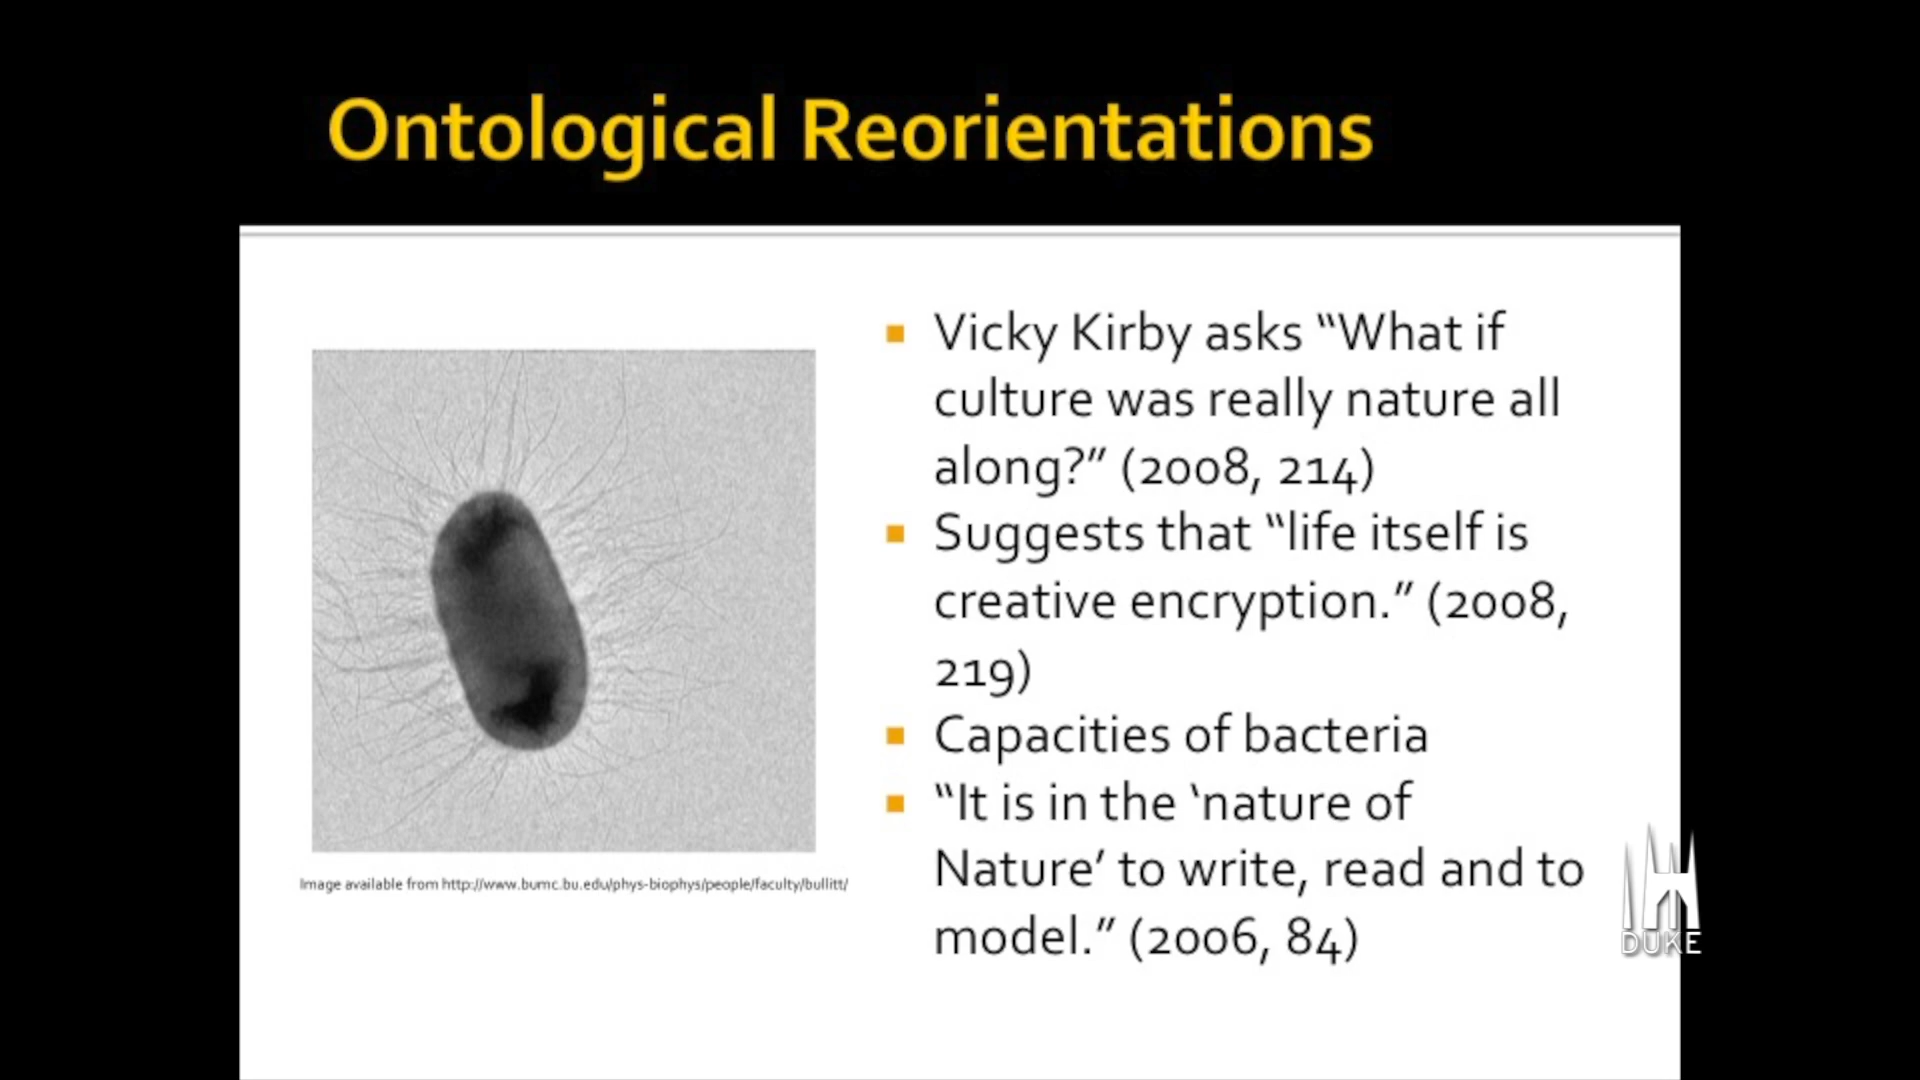 Ontological Reorientations
Vicky Kirby asks “What if
culture was really nature all
along?” (2008, 214)
Suggests that “life itself is
creative encryption.” (2008,
219)
Capacities of bacteria
“It is in the ‘nature of
Nature’ to write, read and to
model.” (2006, 84)
Image available from http://www.bumc.bu.edu/phys-biophys/people/faculty/bullitt/
DUKE